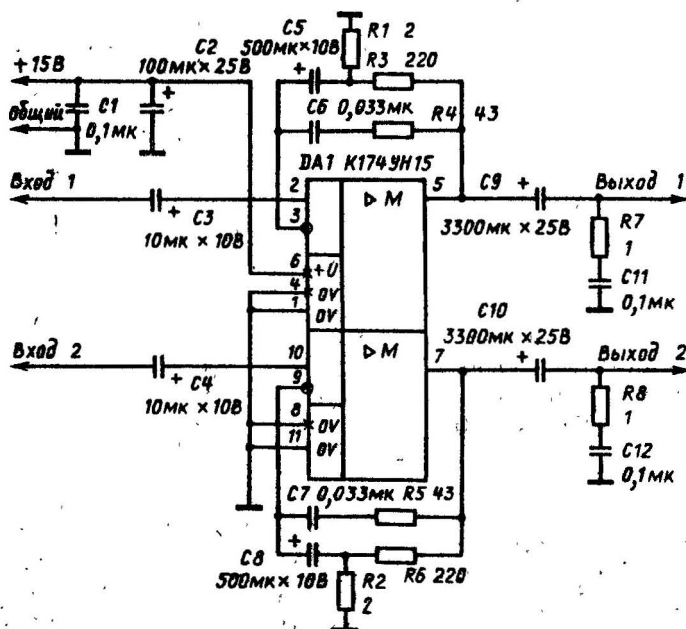 C2
+15В
100мк×25В
C5
500мк×10В
R1 2
R3 220
C6 0,033мк
R4 43
Общий
C1
0,1мк
DA1 К174УН15
Вход 1
C3
10мк × 10В
2
3
6
4
1
▷ М
+U
0V
0V
5
C9
3300мк × 25В
Выход 1
R7
1
C11
0,1мк
Вход 2
C4
10мк × 10В
10
9
8
11
▷ М
0V
0V
7
C10
3300мк × 25В
Выход 2
R8
1
C12
0,1мк
C7 0,033мк R5 43
C8
500мк × 10В
R2
2
R6 220